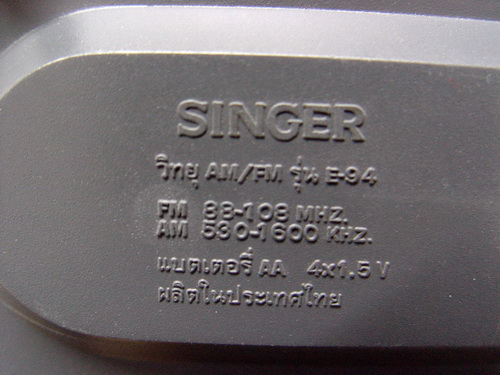 SINGER
วิทยุ AM/FM รุ่น E-94
FM 88-108 MHZ.
AM 530-1600 KHz.
แบตเตอรี่ AA 4x1.5 V
ผลิตในประเทศไทย